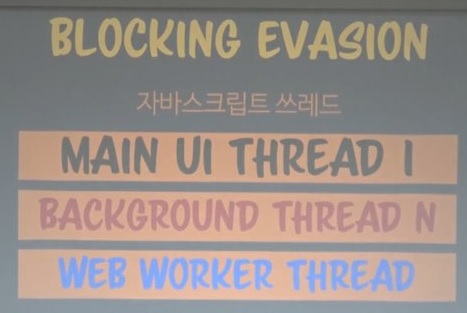 BLOCKING EVASION
자바스크립트 쓰레드
MAIN UI THREAD 1
BACKGROUND THREAD N
WEB WORKER THREAD